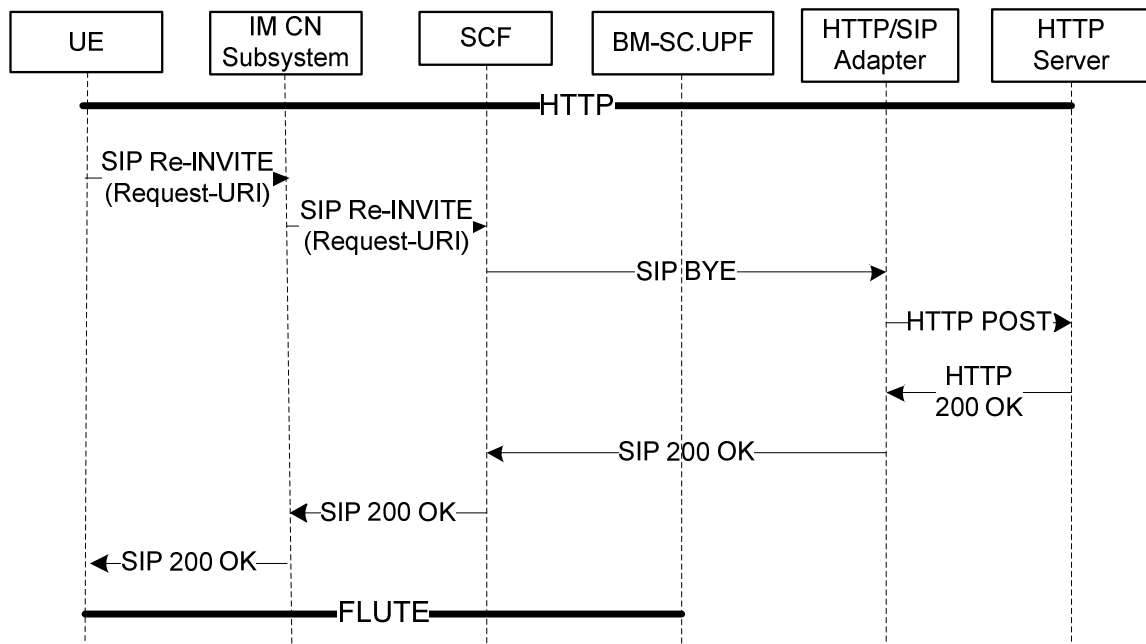 UE
IM CN
Subsystem
SCF
BM-SC.UPF
HTTP/SIP
Adapter
HTTP
Server
HTTP
SIP Re-INVITE
(Request-URI)
SIP Re-INVITE
(Request-URI)
SIP BYE
HTTP POST
HTTP
200 OK
SIP 200 OK
SIP 200 OK
SIP 200 OK
FLUTE